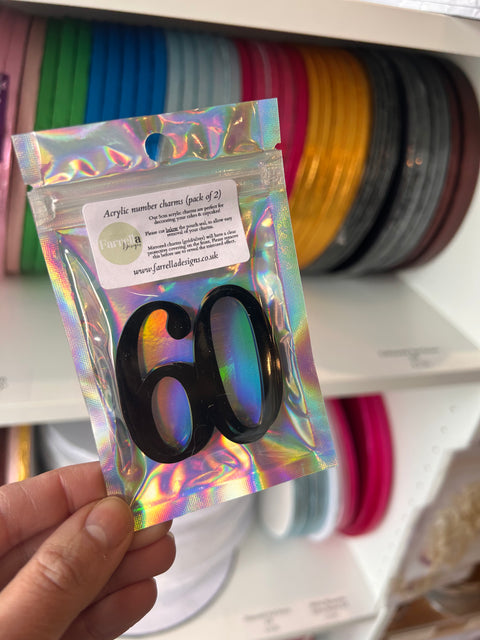 Acrylic number charms (pack of 2)
Our 5cm acrylic charms are perfect for
decorating your cakes & cupcakes!
Please cut below the pouch seal, to allow easy
removal of your charms.
Mirrored charms (gold/silver) will have a clear
protective covering on the front. Please remove
this before use to reveal the mirrored effect.
www.farrelladesigns.co.uk
Farrella
Designs
60